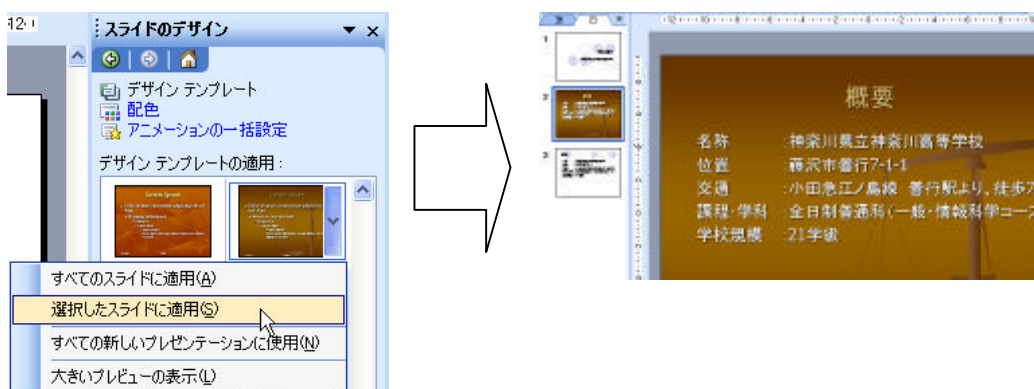 スライドのデザイン
デザイン テンプレート
配色
アニメーションの一括設定
デザイン テンプレートの適用:
すべてのスライドに適用(A)
選択したスライドに適用(S)
すべての新しいプレゼンテーションに使用(N)
大きいプレビューの表示(L)
1
2
3
概要
名称 :神奈川県立神奈川高等学校
位置 :藤沢市善行7-1-1
交通 :小田急江ノ島線 善行駅より、徒歩
課程・学科 :全日制普通科(一般・情報科学コー
学校規模 :21学級